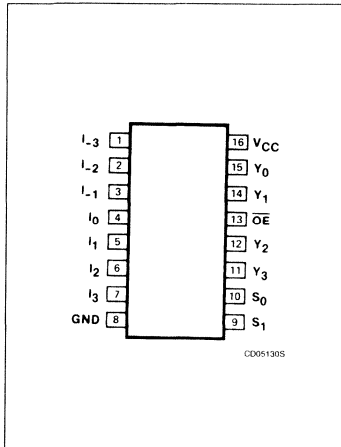 I-3 1 16 VCC
I-2 2 15 Y0
I-1 3 14 Y1
I0 4 13 OE
I1 5 12 Y2
I2 6 11 Y3
I3 7 10 S0
GND 8 9 S1
CD05130S